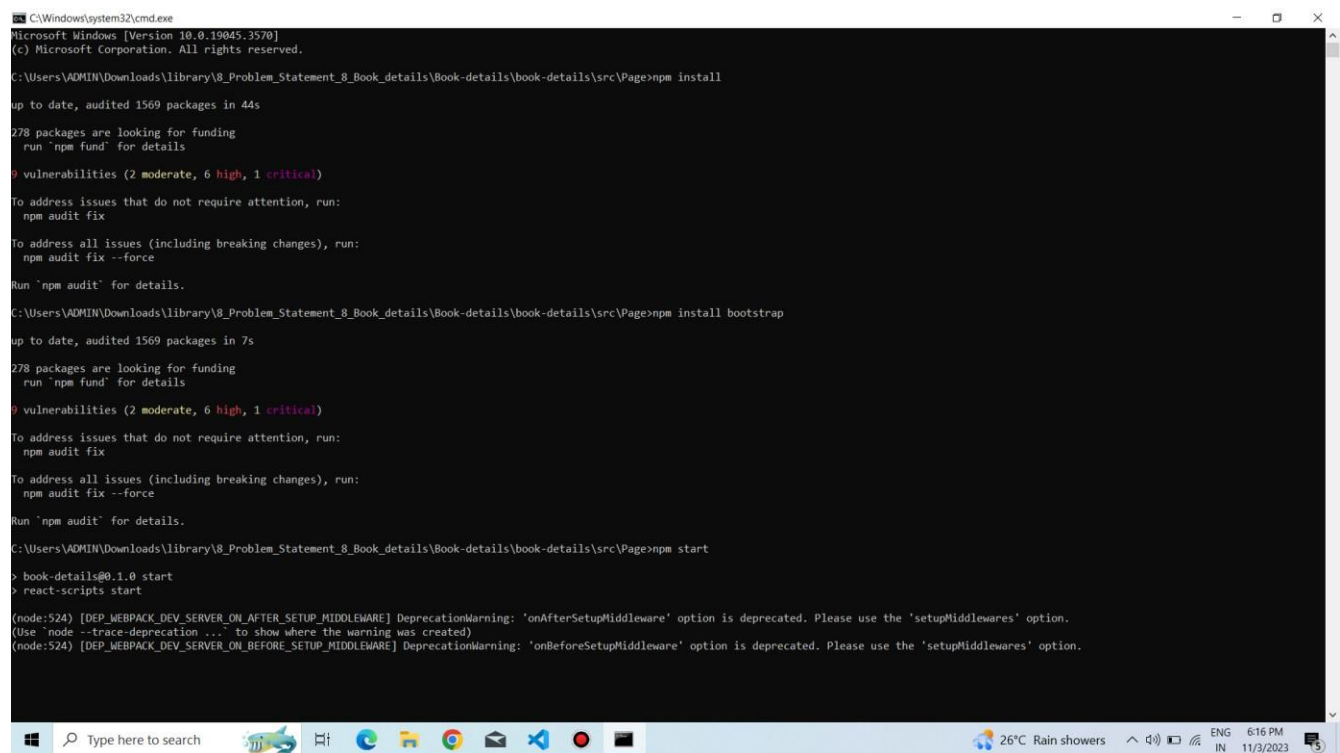 C:\Windows\system32\cmd.exe
Microsoft Windows [Version 10.0.19045.3570]
(c) Microsoft Corporation. All rights reserved.
C:\Users\ADMIN\Downloads\library\8_Problem_Statement_8_Book_details\Book-details\book-details\src\Page>npm install
up to date, audited 1569 packages in 44s
278 packages are looking for funding
  run `npm fund` for details
9 vulnerabilities (2 moderate, 6 high, 1 critical)
To address issues that do not require attention, run:
  npm audit fix
To address all issues (including breaking changes), run:
  npm audit fix --force
Run `npm audit` for details.
C:\Users\ADMIN\Downloads\library\8_Problem_Statement_8_Book_details\Book-details\book-details\src\Page>npm install bootstrap
up to date, audited 1569 packages in 7s
278 packages are looking for funding
  run `npm fund` for details
9 vulnerabilities (2 moderate, 6 high, 1 critical)
To address issues that do not require attention, run:
  npm audit fix
To address all issues (including breaking changes), run:
  npm audit fix --force
Run `npm audit` for details.
C:\Users\ADMIN\Downloads\library\8_Problem_Statement_8_Book_details\Book-details\book-details\src\Page>npm start
> book-details@0.1.0 start
> react-scripts start
(node:524) [DEP_WEBPACK_DEV_SERVER_ON_AFTER_SETUP_MIDDLEWARE] DeprecationWarning: 'onAfterSetupMiddleware' option is deprecated. Please use the 'setupMiddlewares' option.
(Use `node --trace-deprecation ...` to show where the warning was created)
(node:524) [DEP_WEBPACK_DEV_SERVER_ON_BEFORE_SETUP_MIDDLEWARE] DeprecationWarning: 'onBeforeSetupMiddleware' option is deprecated. Please use the 'setupMiddlewares' option.
Type here to search
26°C Rain showers
ENG
IN
6:16 PM
11/3/2023
5